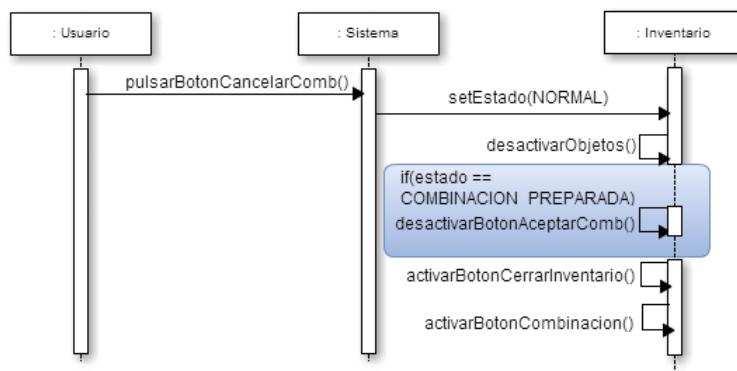 : Usuario
: Sistema
: Inventario
pulsarBotonCancelarComb()
setEstado(NORMAL)
desactivarObjetos()
if(estado ==
COMBINACION_PREPARADA)
desactivarBotonAceptarComb()
activarBotonCerrarInventario()
activarBotonCombinacion()